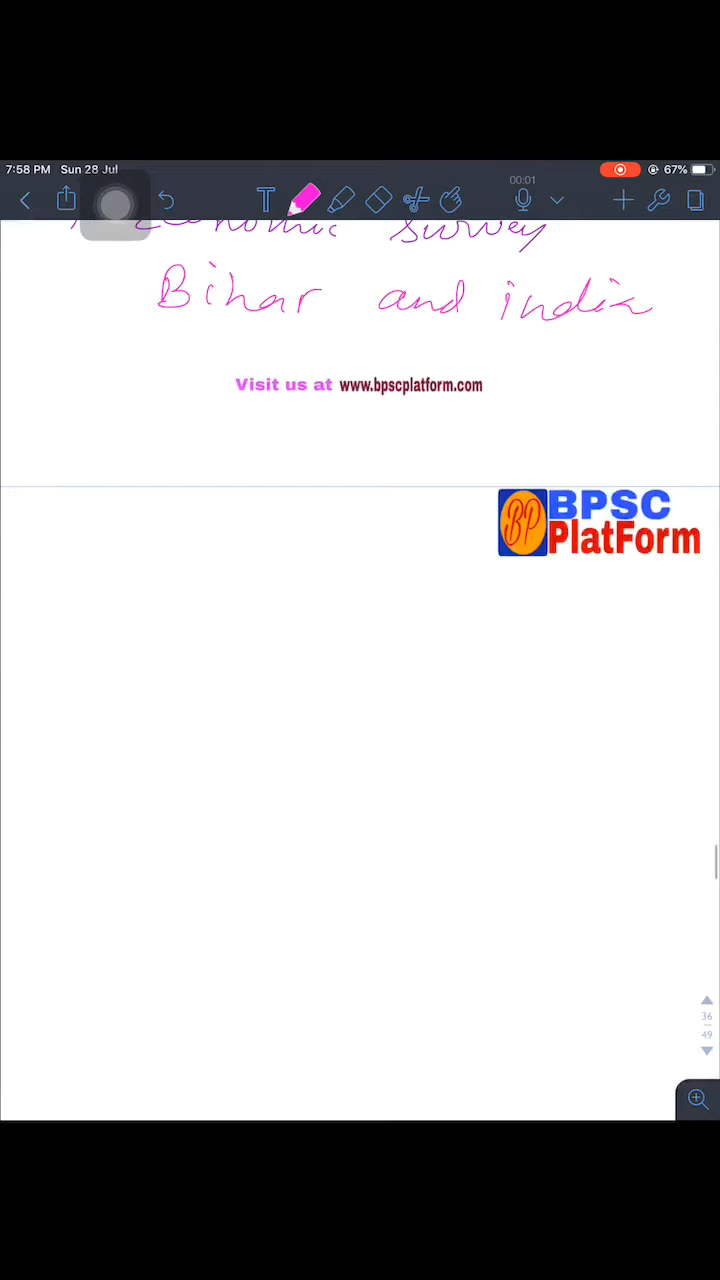 7:58 PM Sun 28 Jul
67%
T
00:01
Economic survey
Bihar and india
Visit us at www.bpscplatform.com
BP BPSC
PlatForm
36
49